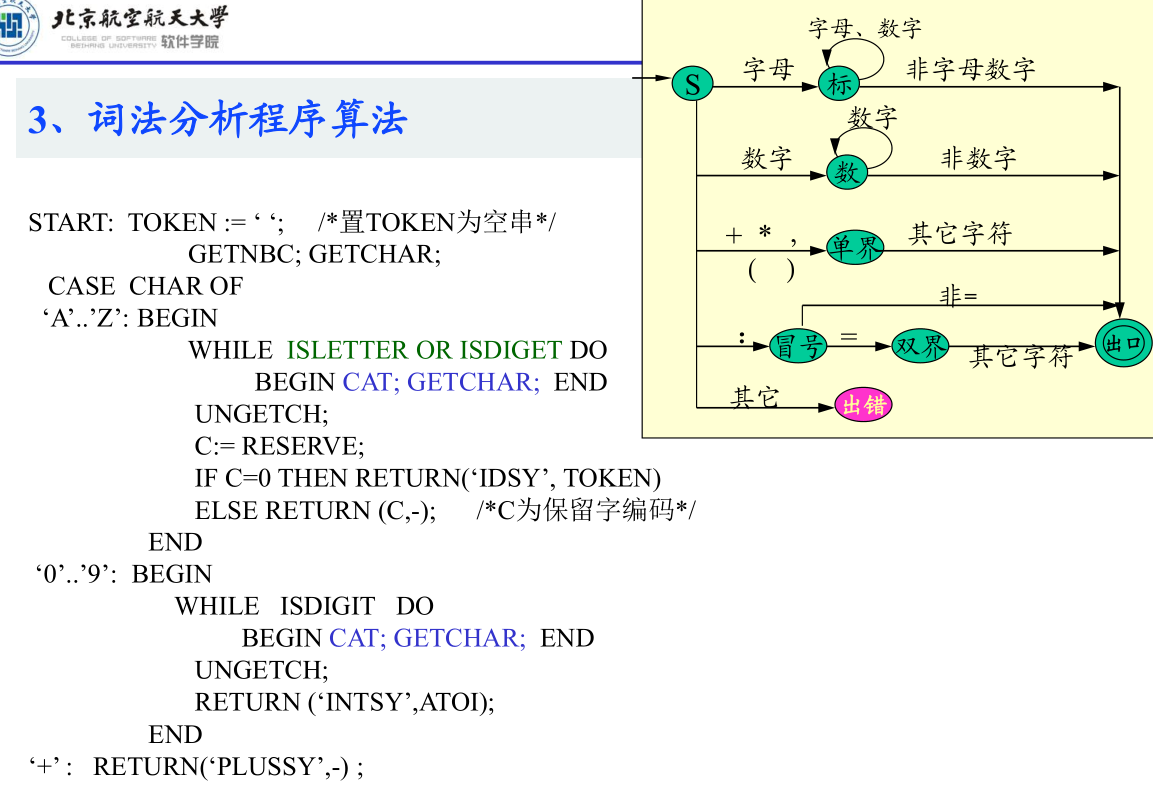 北京航空航天大学
COLLEGE OF SOFTWARE
BEIHANG UNIVERSITY 软件学院
3、词法分析程序算法
START: TOKEN := ‘ ‘; /*置TOKEN为空串*/
GETNBC; GETCHAR;
CASE CHAR OF
‘A’..’Z’: BEGIN
WHILE ISLETTER OR ISDIGET DO
BEGIN CAT; GETCHAR; END
UNGETCH;
C:= RESERVE;
IF C=0 THEN RETURN(‘IDSY’, TOKEN)
ELSE RETURN (C,-); /*C为保留字编码*/
END
‘0’..’9’: BEGIN
WHILE ISDIGIT DO
BEGIN CAT; GETCHAR; END
UNGETCH;
RETURN (‘INTSY’,ATOI);
END
‘+’ : RETURN(‘PLUSSY’,-) ;
字母、数字
S 字母 标 非字母数字
数字
数字 数 非数字
+ * , 单界 其它字符
( )
非=
: 冒号 = 双界 其它字符 出口
其它 出错